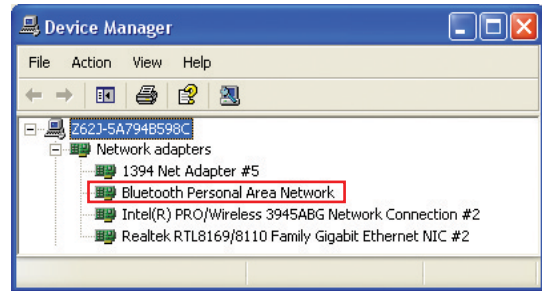 Device Manager
File Action View Help
Z62J-5A794B598C
Network adapters
1394 Net Adapter #5
Bluetooth Personal Area Network
Intel(R) PRO/Wireless 3945ABG Network Connection #2
Realtek RTL8169/8110 Family Gigabit Ethernet NIC #2